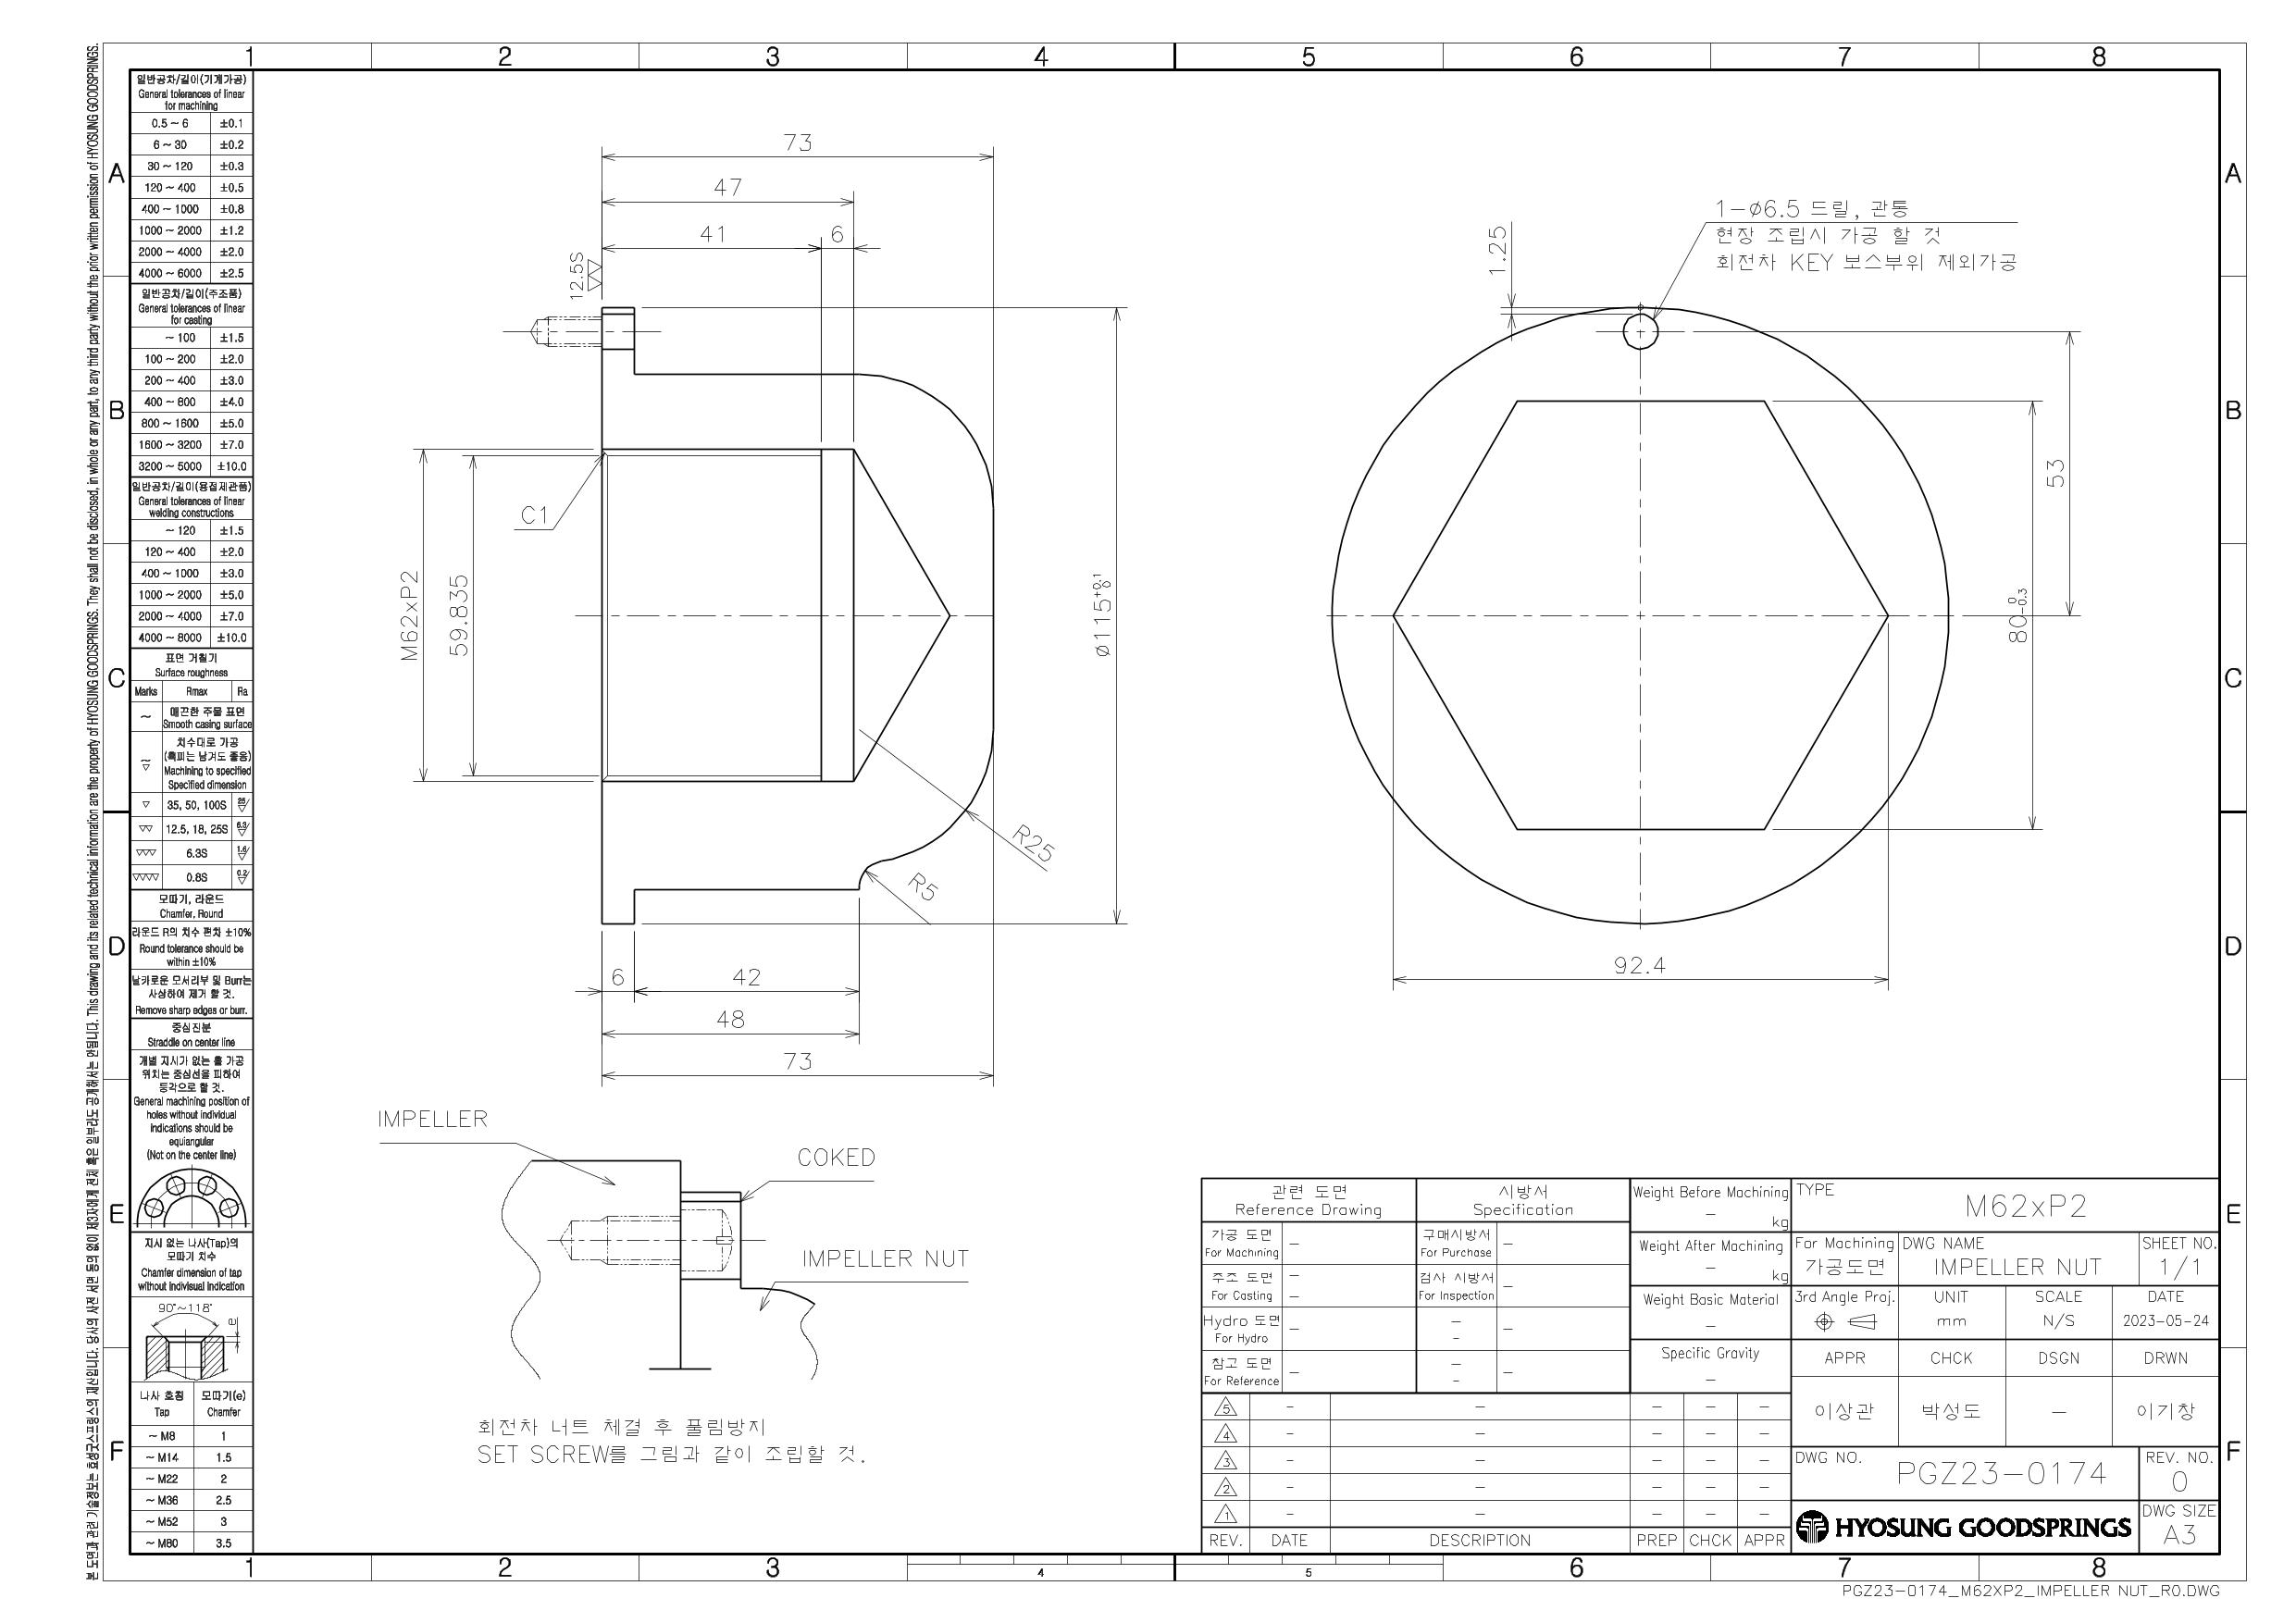 본 도면과 관련 기술정보는 효성굿스프링스의 재산입니다. 당사의 사전 서면 동의 없이 제3자에게 전체 혹은 일부라도 공개해서는 안됩니다. This drawing and its related technical information are the property of HYOSUNG GOODSPRINGS. They shall not be disclosed, in whole or any part, to any third party without the prior written permission of HYOSUNG GOODSPRINGS.
1 2 3 4 5 6 7 8
A
B
C
D
E
F
일반공차/길이(기계가공)
General tolerances of linear
for machining
0.5 ~ 6 ±0.1
6 ~ 30 ±0.2
30 ~ 120 ±0.3
120 ~ 400 ±0.5
400 ~ 1000 ±0.8
1000 ~ 2000 ±1.2
2000 ~ 4000 ±2.0
4000 ~ 6000 ±2.5
일반공차/길이(주조품)
General tolerances of linear
for casting
~ 100 ±1.5
100 ~ 200 ±2.0
200 ~ 400 ±3.0
400 ~ 800 ±4.0
800 ~ 1600 ±5.0
1600 ~ 3200 ±7.0
3200 ~ 5000 ±10.0
일반공차/길이(용접제관품)
General tolerances of linear
welding constructions
~ 120 ±1.5
120 ~ 400 ±2.0
400 ~ 1000 ±3.0
1000 ~ 2000 ±5.0
2000 ~ 4000 ±7.0
4000 ~ 8000 ±10.0
표면 거칠기
Surface roughness
Marks Rmax Ra
~ 매끈한 주물 표면
Smooth casing surface
치수대로 가공
(흑피는 남겨도 좋음)
Machining to specified
Specified dimension
▽ 35, 50, 100S 25/
▽▽ 12.5, 18, 25S 6.3/
▽▽▽ 6.3S 1.6/
▽▽▽▽ 0.8S 0.2/
모따기, 라운드
Chamfer, Round
라운드 R의 치수 편차 ±10%
Round tolerance should be
within ±10%
날카로운 모서리부 및 Burr는
사상하여 제거 할 것.
Remove sharp edges or burr.
중심진분
Straddle on center line
개별 지시가 없는 홀 가공
위치는 중심선을 피하여
등각으로 할 것.
General machining position of
holes without individual
indications should be
equiangular
(Not on the center line)
지시 없는 나사(Tap)의
모따기 치수
Chamfer dimension of tap
without indivisual indication
90°~118°
e
나사 호칭 모따기(e)
Tap Chamfer
~ M8 1
~ M14 1.5
~ M22 2
~ M36 2.5
~ M52 3
~ M80 3.5
73
47
41 6
12.5S
M62xP2
59.835
C1
ø115 +0.1 0
R25
R5
6 42
48
73
1-ø6.5 드릴, 관통
현장 조립시 가공 할 것
회전차 KEY 보스부위 제외가공
1.25
53
80 0 -0.3
92.4
IMPELLER
COKED
IMPELLER NUT
회전차 너트 체결 후 풀림방지
SET SCREW를 그림과 같이 조립할 것.
관련 도면
Reference Drawing
시방서
Specification
가공 도면
For Machining
–
구매시방서
For Purchase
–
주조 도면
For Casting
–
–
검사 시방서
For Inspection
–
Hydro 도면
For Hydro
–
–
–
–
참고 도면
For Reference
–
–
–
–
Weight Before Machining
–
kg
Weight After Machining
–
kg
Weight Basic Material
–
Specific Gravity
–
5 – – – – –
4 – – – – –
3 – – – – –
2 – – – – –
1 – – – – –
REV. DATE DESCRIPTION PREP CHCK APPR
TYPE
M62xP2
For Machining
가공도면
DWG NAME
IMPELLER NUT
SHEET NO.
1/1
3rd Angle Proj. UNIT SCALE DATE
mm N/S 2023-05-24
APPR CHCK DSGN DRWN
이상관 박성도 – 이기창
DWG NO.
PGZ23-0174
REV. NO.
0
HYOSUNG GOODSPRINGS
DWG SIZE
A3
A
B
C
D
E
F
1 2 3 4 5 6 7 8
PGZ23-0174_M62XP2_IMPELLER NUT_R0.DWG